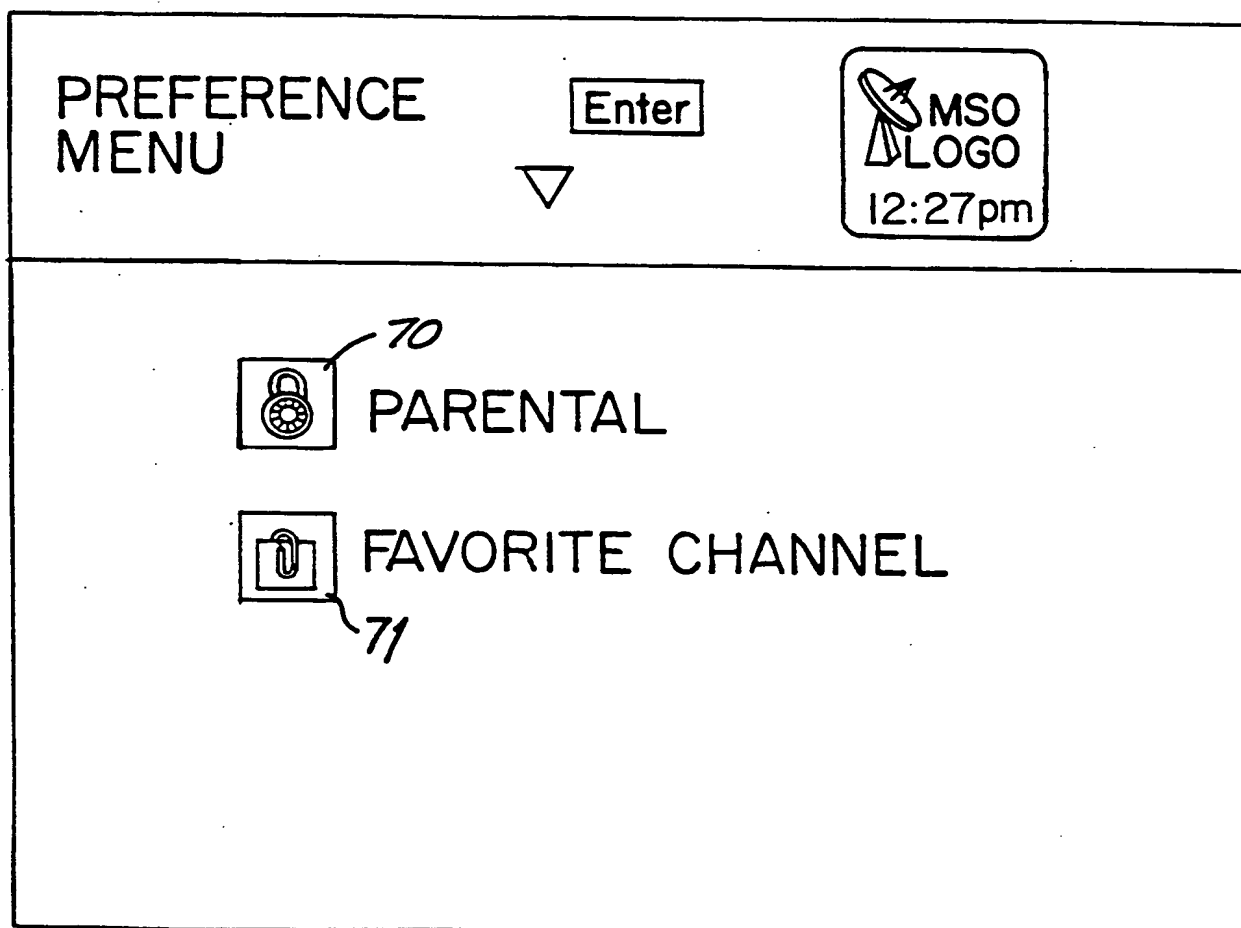 PREFERENCE
MENU
Enter
MSO
LOGO
12:27pm
70
PARENTAL
FAVORITE CHANNEL
71